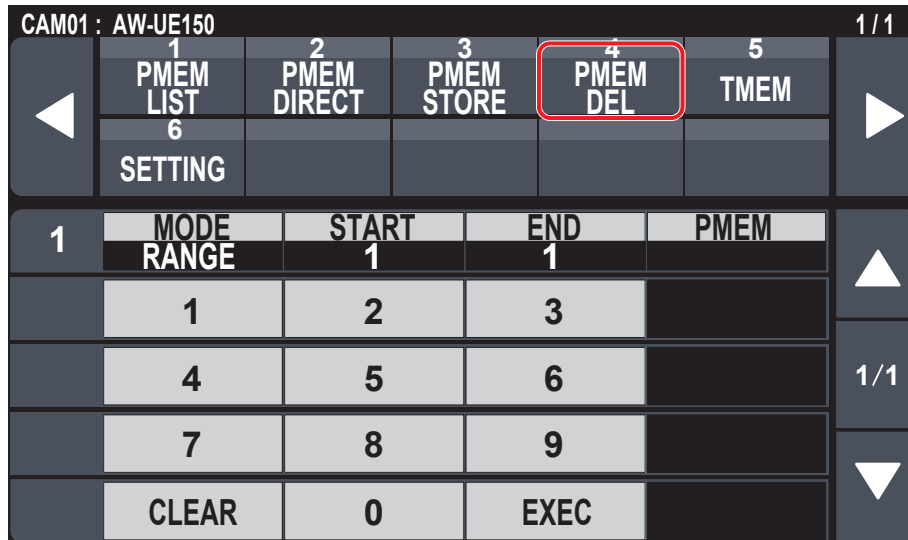 CAM01 : AW-UE150 1 / 1
1 2 3 4 5
PMEM LIST PMEM DIRECT PMEM STORE PMEM DEL TMEM
6
SETTING
1 MODE START END PMEM
RANGE 1 1
1 2 3
4 5 6 1/1
7 8 9
CLEAR 0 EXEC